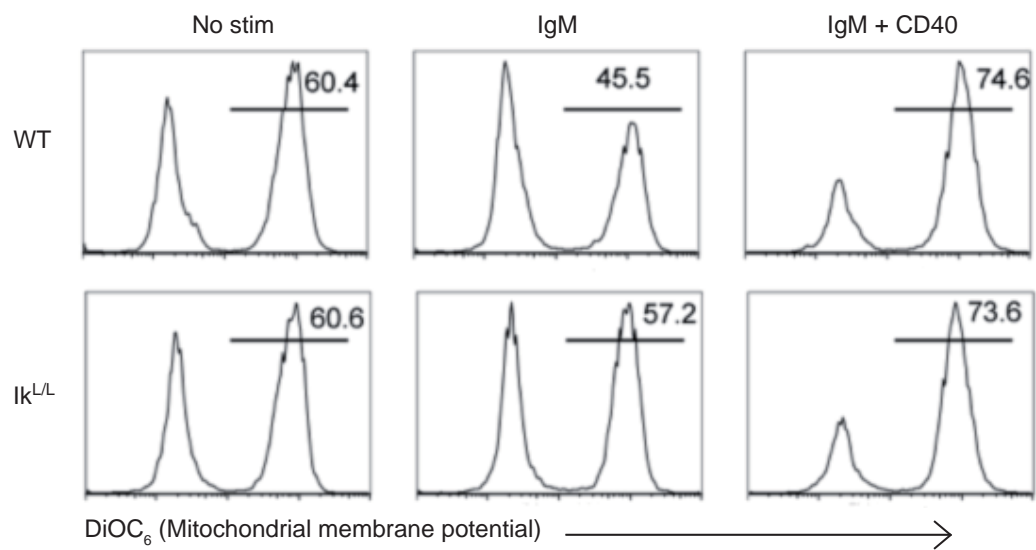 No stim IgM IgM + CD40
WT 60.4 45.5 74.6
Ik^L/L 60.6 57.2 73.6
DiOC₆ (Mitochondrial membrane potential)